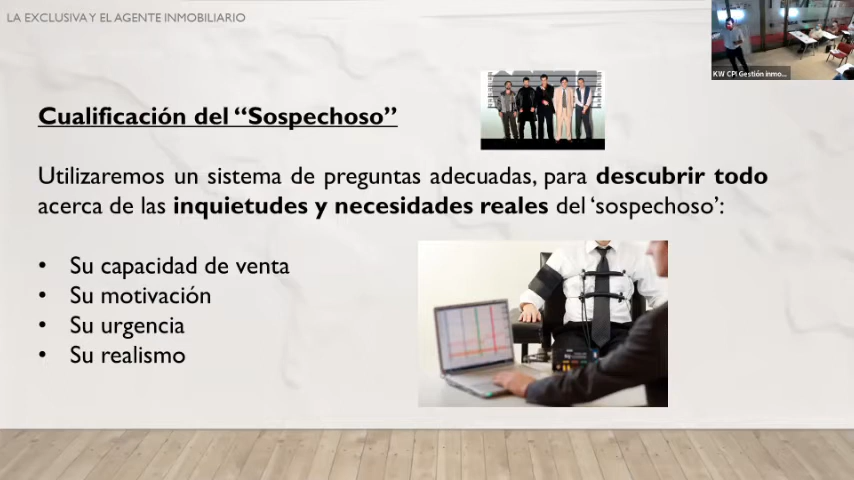 LA EXCLUSIVA Y EL AGENTE INMOBILIARIO
KW CPI Gestión inmo...
Cualificación del “Sospechoso”
Utilizaremos un sistema de preguntas adecuadas, para descubrir todo
acerca de las inquietudes y necesidades reales del ‘sospechoso’:
• Su capacidad de venta
• Su motivación
• Su urgencia
• Su realismo